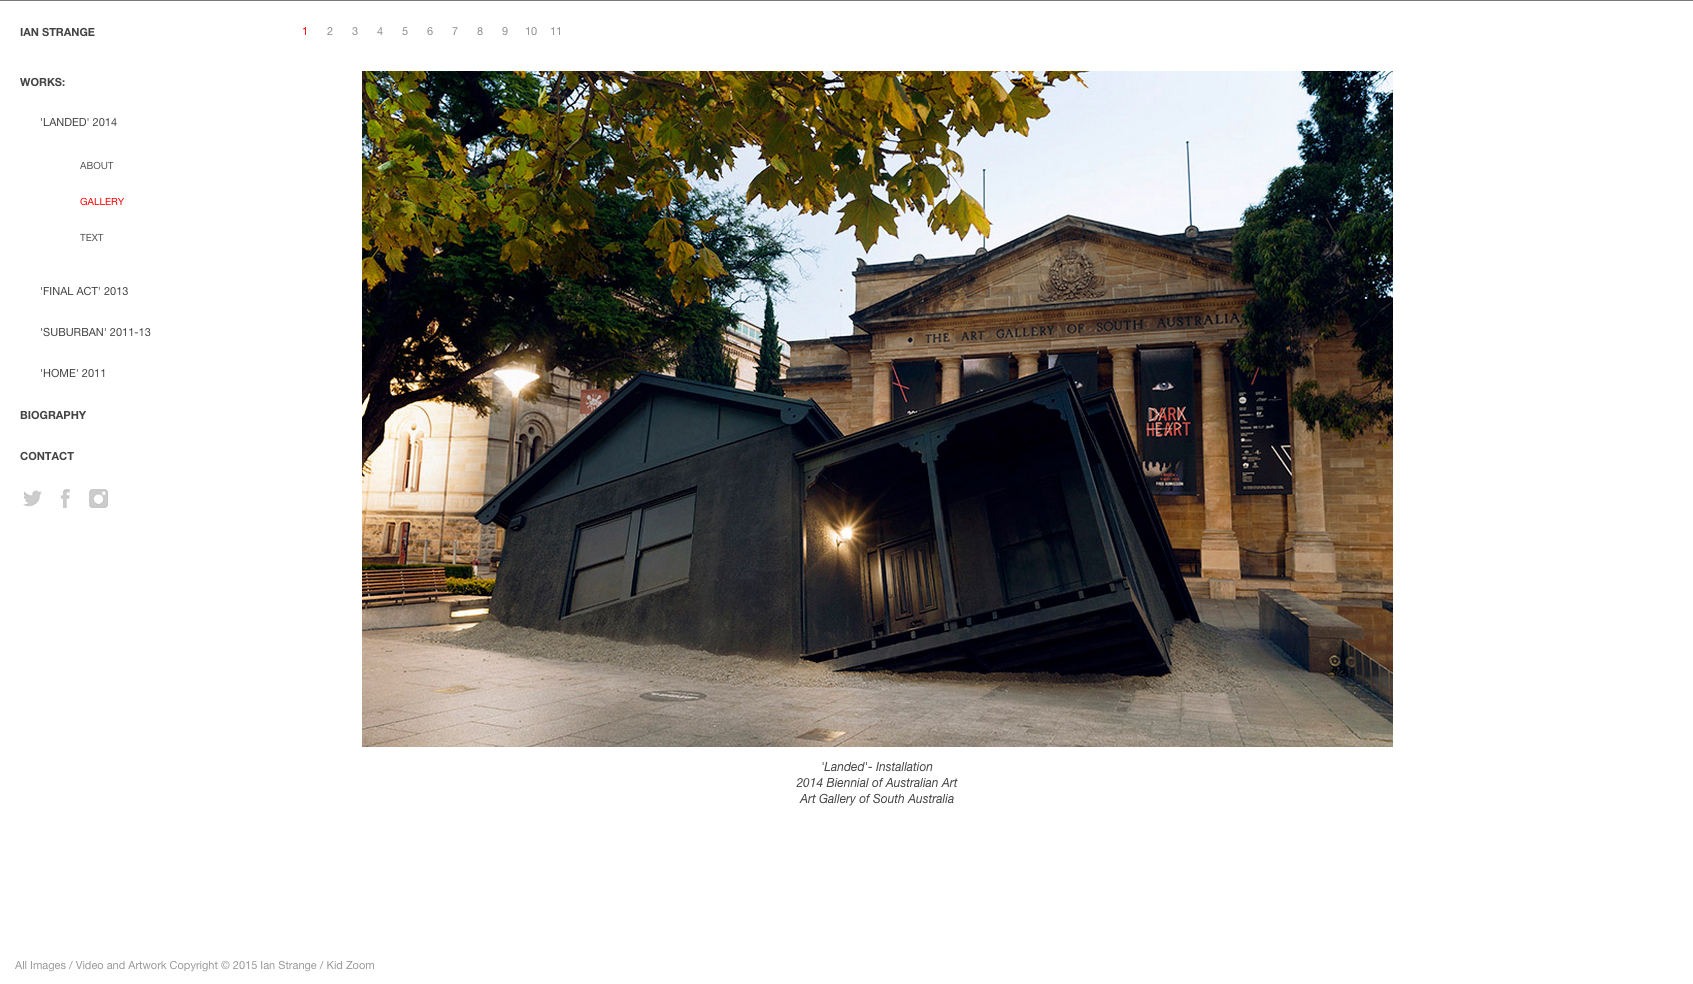 IAN STRANGE
1 2 3 4 5 6 7 8 9 10 11
WORKS:
'LANDED' 2014
ABOUT
GALLERY
TEXT
'FINAL ACT' 2013
'SUBURBAN' 2011-13
'HOME' 2011
BIOGRAPHY
CONTACT
THE ART GALLERY OF SOUTH AUSTRALIA
DARK
HEART
FREE ADMISSION
'Landed'- Installation
2014 Biennial of Australian Art
Art Gallery of South Australia
All Images / Video and Artwork Copyright © 2015 Ian Strange / Kid Zoom